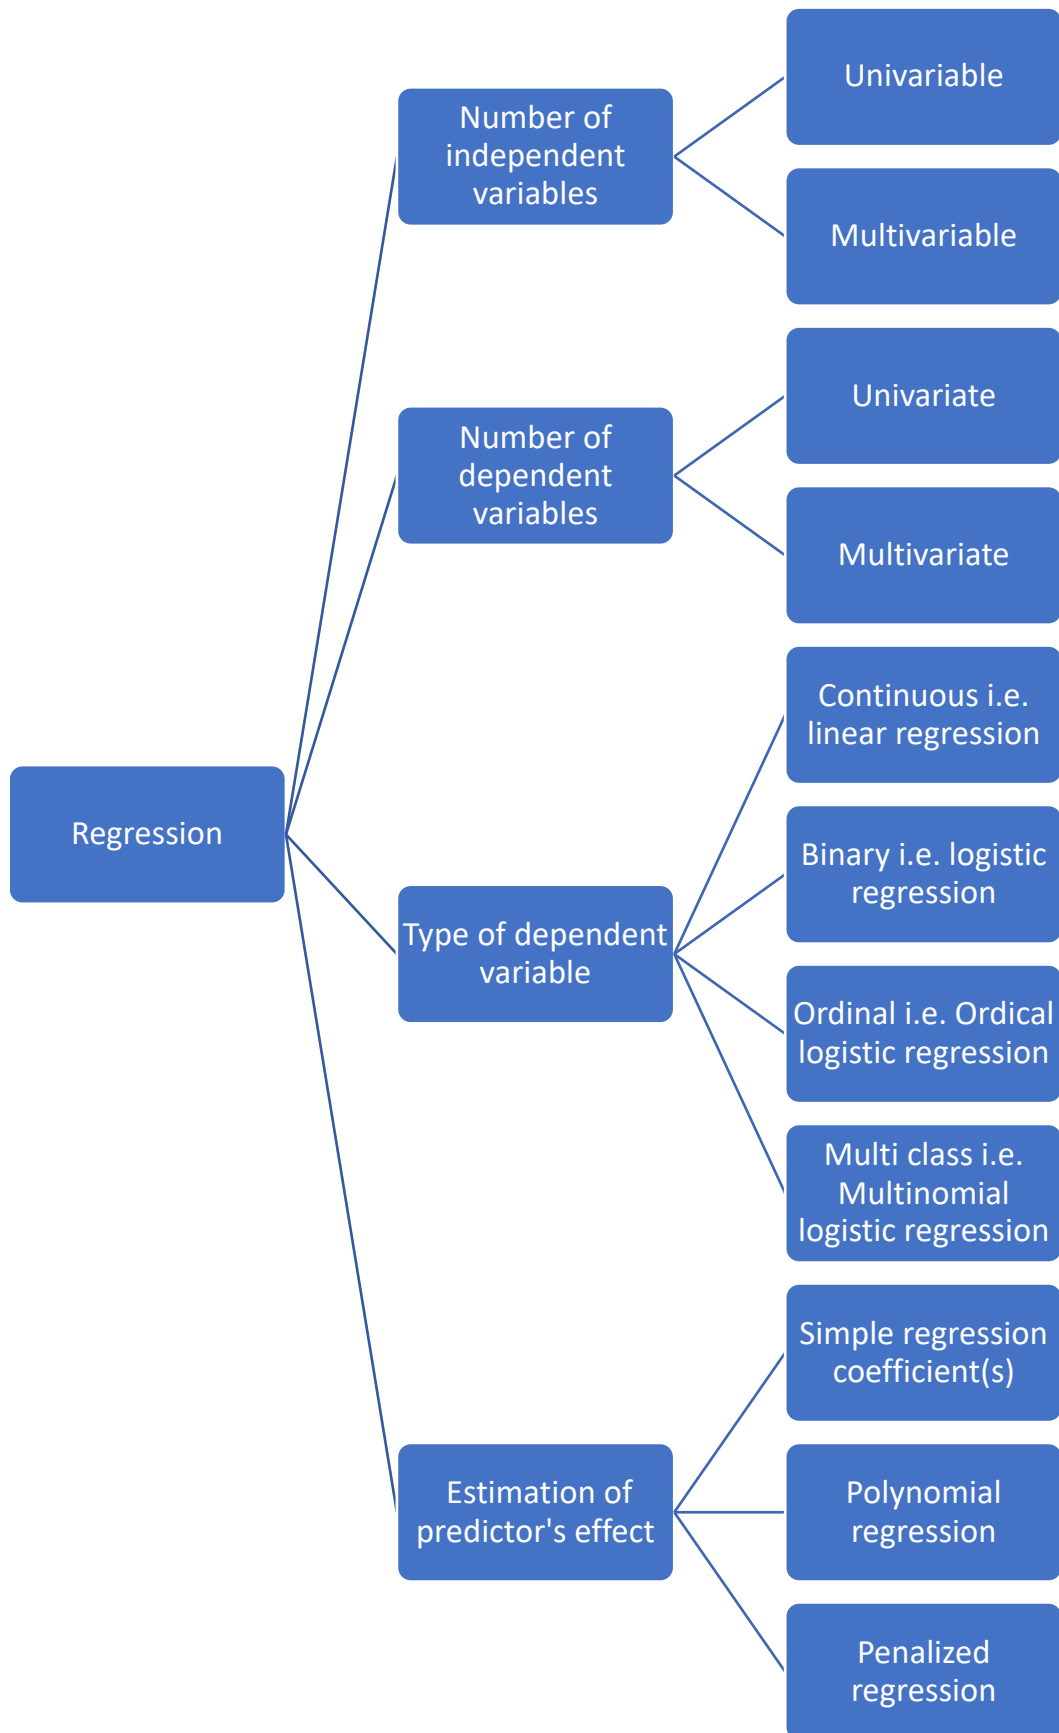 Regression
Number of
independent
variables
Univariable
Multivariable
Number of
dependent
variables
Univariate
Multivariate
Type of dependent
variable
Continuous i.e.
linear regression
Binary i.e. logistic
regression
Ordinal i.e. Ordical
logistic regression
Multi class i.e.
Multinomial
logistic regression
Estimation of
predictor's effect
Simple regression
coefficient(s)
Polynomial
regression
Penalized
regression